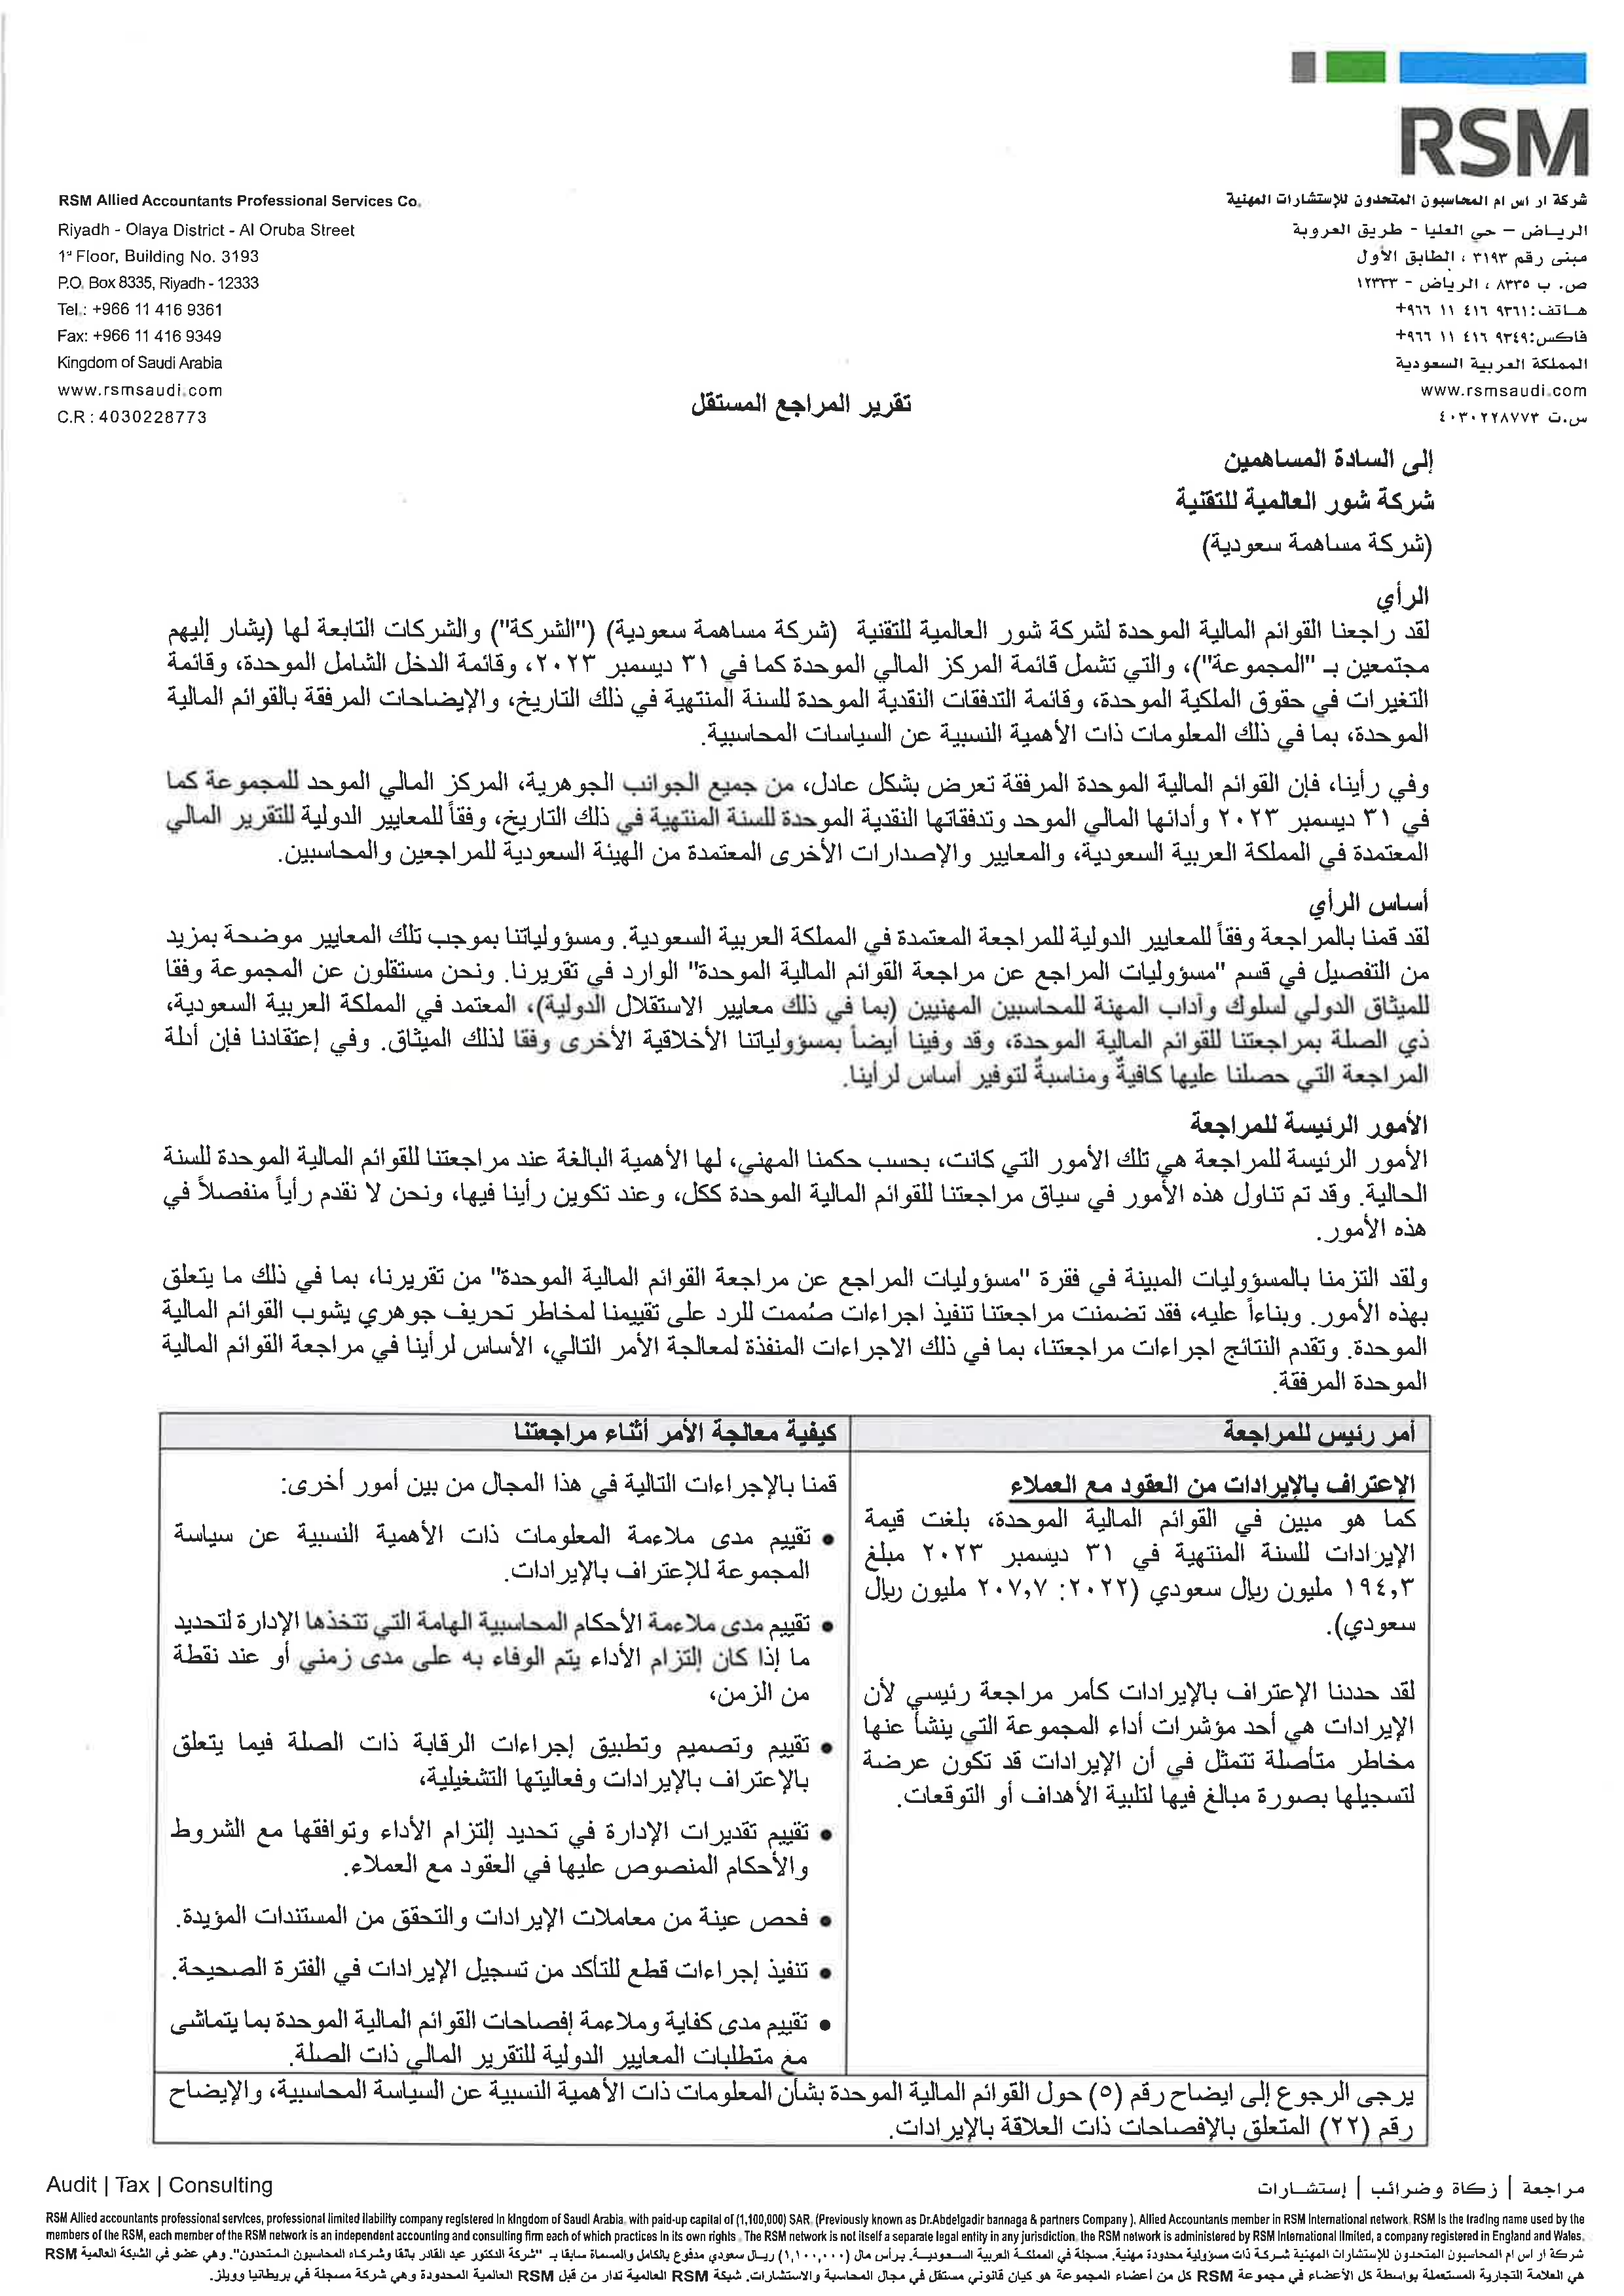 RSM
RSM Allied Accountants Professional Services Co.
Riyadh - Olaya District - Al Oruba Street
1st Floor, Building No. 3193
P.O. Box 8335, Riyadh - 12333
Tel.: +966 11 416 9361
Fax: +966 11 416 9349
Kingdom of Saudi Arabia
www.rsmsaudi.com
C.R : 4030228773
شركة ار اس ام المحاسبون المتحدون للإستشارات المهنية
الرياض – حي العليا - طريق العروبة
مبنى رقم ٣١٩٣ ، الطابق الأول
ص. ب ٨٣٣٥ ، الرياض - ١٢٣٣٣
هـاتف: ٩٣٦١ ٤١٦ ١١ ٩٦٦+
فاكس: ٩٣٤٩ ٤١٦ ١١ ٩٦٦+
المملكة العربية السعودية
www.rsmsaudi.com
س.ت ٤٠٣٠٢٢٨٧٧٣
تقرير المراجع المستقل
إلى السادة المساهمين
شركة شور العالمية للتقنية
(شركة مساهمة سعودية)
الرأي
لقد راجعنا القوائم المالية الموحدة لشركة شور العالمية للتقنية (شركة مساهمة سعودية) ("الشركة") والشركات التابعة لها (يشار إليهم
مجتمعين بـ "المجموعة")، والتي تشمل قائمة المركز المالي الموحدة كما في ٣١ ديسمبر ٢٠٢٣، وقائمة الدخل الشامل الموحدة، وقائمة
التغيرات في حقوق الملكية الموحدة، وقائمة التدفقات النقدية الموحدة للسنة المنتهية في ذلك التاريخ، والإيضاحات المرفقة بالقوائم المالية
الموحدة، بما في ذلك المعلومات ذات الأهمية النسبية عن السياسات المحاسبية.
وفي رأينا، فإن القوائم المالية الموحدة المرفقة تعرض بشكل عادل، من جميع الجوانب الجوهرية، المركز المالي الموحد للمجموعة كما
في ٣١ ديسمبر ٢٠٢٣ وأدائها المالي الموحد وتدفقاتها النقدية الموحدة للسنة المنتهية في ذلك التاريخ، وفقاً للمعايير الدولية للتقرير المالي
المعتمدة في المملكة العربية السعودية، والمعايير والإصدارات الأخرى المعتمدة من الهيئة السعودية للمراجعين والمحاسبين.
أساس الرأي
لقد قمنا بالمراجعة وفقاً للمعايير الدولية للمراجعة المعتمدة في المملكة العربية السعودية. ومسؤولياتنا بموجب تلك المعايير موضحة بمزيد
من التفصيل في قسم "مسؤوليات المراجع عن مراجعة القوائم المالية الموحدة" الوارد في تقريرنا. ونحن مستقلون عن المجموعة وفقا
للميثاق الدولي لسلوك وآداب المهنة للمحاسبين المهنيين (بما في ذلك معايير الاستقلال الدولية)، المعتمد في المملكة العربية السعودية،
ذي الصلة بمراجعتنا للقوائم المالية الموحدة، وقد وفينا أيضاً بمسؤولياتنا الأخلاقية الأخرى وفقا لذلك الميثاق. وفي إعتقادنا فإن أدلة
المراجعة التي حصلنا عليها كافيةٌ ومناسبةٌ لتوفير أساس لرأينا.
الأمور الرئيسة للمراجعة
الأمور الرئيسة للمراجعة هي تلك الأمور التي كانت، بحسب حكمنا المهني، لها الأهمية البالغة عند مراجعتنا للقوائم المالية الموحدة للسنة
الحالية. وقد تم تناول هذه الأمور في سياق مراجعتنا للقوائم المالية الموحدة ككل، وعند تكوين رأينا فيها، ونحن لا نقدم رأياً منفصلاً في
هذه الأمور.
ولقد التزمنا بالمسؤوليات المبينة في فقرة "مسؤوليات المراجع عن مراجعة القوائم المالية الموحدة" من تقريرنا، بما في ذلك ما يتعلق
بهذه الأمور. وبناءاً عليه، فقد تضمنت مراجعتنا تنفيذ اجراءات صُممت للرد على تقييمنا لمخاطر تحريف جوهري يشوب القوائم المالية
الموحدة. وتقدم النتائج اجراءات مراجعتنا، بما في ذلك الاجراءات المنفذة لمعالجة الأمر التالي، الأساس لرأينا في مراجعة القوائم المالية
الموحدة المرفقة.
أمر رئيس للمراجعة
كيفية معالجة الأمر أثناء مراجعتنا
الإعتراف بالإيرادات من العقود مع العملاء
كما هو مبين في القوائم المالية الموحدة، بلغت قيمة
الإيرادات للسنة المنتهية في ٣١ ديسمبر ٢٠٢٣ مبلغ
١٩٤,٣ مليون ريال سعودي (٢٠٢٢: ٢٠٧,٧ مليون ريال
سعودي).
لقد حددنا الإعتراف بالإيرادات كأمر مراجعة رئيسي لأن
الإيرادات هي أحد مؤشرات أداء المجموعة التي ينشأ عنها
مخاطر متأصلة تتمثل في أن الإيرادات قد تكون عرضة
لتسجيلها بصورة مبالغ فيها لتلبية الأهداف أو التوقعات.
قمنا بالإجراءات التالية في هذا المجال من بين أمور أخرى:
• تقييم مدى ملاءمة المعلومات ذات الأهمية النسبية عن سياسة
المجموعة للإعتراف بالإيرادات.
• تقييم مدى ملاءمة الأحكام المحاسبية الهامة التي تتخذها الإدارة لتحديد
ما إذا كان إلتزام الأداء يتم الوفاء به على مدى زمني أو عند نقطة
من الزمن،
• تقييم وتصميم وتطبيق إجراءات الرقابة ذات الصلة فيما يتعلق
بالإعتراف بالإيرادات وفعاليتها التشغيلية،
• تقييم تقديرات الإدارة في تحديد إلتزام الأداء وتوافقها مع الشروط
والأحكام المنصوص عليها في العقود مع العملاء.
• فحص عينة من معاملات الإيرادات والتحقق من المستندات المؤيدة.
• تنفيذ إجراءات قطع للتأكد من تسجيل الإيرادات في الفترة الصحيحة.
• تقييم مدى كفاية وملاءمة إفصاحات القوائم المالية الموحدة بما يتماشى
مع متطلبات المعايير الدولية للتقرير المالي ذات الصلة.
يرجى الرجوع إلى ايضاح رقم (٥) حول القوائم المالية الموحدة بشأن المعلومات ذات الأهمية النسبية عن السياسة المحاسبية، والإيضاح
رقم (٢٢) المتعلق بالإفصاحات ذات العلاقة بالإيرادات.
Audit | Tax | Consulting
مراجعة | زكاة وضرائب | إستشارات
RSM Allied accountants professional services, professional limited liability company registered in kingdom of Saudi Arabia, with paid-up capital of (1,100,000) SAR. (Previously known as Dr.Abdelgadir bannaga & partners Company ). Allied Accountants member in RSM International network. RSM is the trading name used by the
members of the RSM, each member of the RSM network is an independent accounting and consulting firm each of which practices in its own rights . The RSM network is not itself a separate legal entity in any jurisdiction. the RSM network is administered by RSM International limited, a company registered in England and Wales.
شركة ار اس ام المحاسبون المتحدون للإستشارات المهنية شركة ذات مسؤولية محدودة مهنية. مسجلة في المملكة العربية السعودية. برأس مال (١,١٠٠,٠٠٠) ريال سعودي مدفوع بالكامل والمسماة سابقا بـ "شركة الدكتور عبد القادر بانقا وشركاه المحاسبون المتحدون". وهي عضو في الشبكة العالمية RSM
هي العلامة التجارية المستعملة بواسطة كل الأعضاء في مجموعة RSM كل من أعضاء المجموعة هو كيان قانوني مستقل في مجال المحاسبة والاستشارات. شبكة RSM العالمية تدار من قبل RSM العالمية المحدودة وهي شركة مسجلة في بريطانيا وويلز.